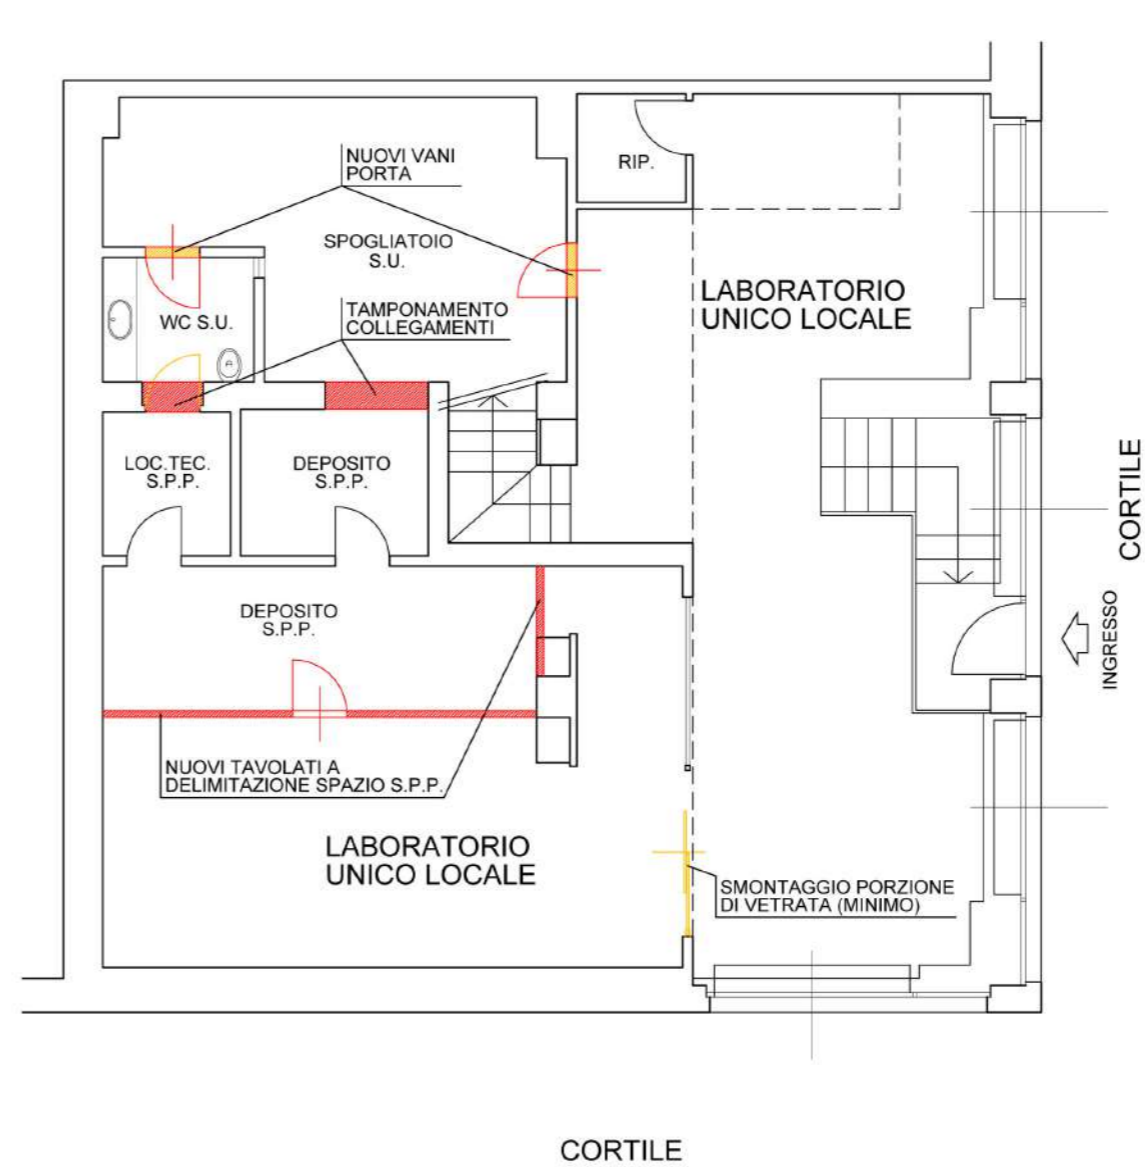 NUOVI VANI
PORTA
RIP.
SPOGLIATOIO
S.U.
LABORATORIO
UNICO LOCALE
WC S.U.
TAMPONAMENTO
COLLEGAMENTI
LOC.TEC.
S.P.P.
DEPOSITO
S.P.P.
CORTILE
INGRESSO
DEPOSITO
S.P.P.
NUOVI TAVOLATI A
DELIMITAZIONE SPAZIO S.P.P.
LABORATORIO
UNICO LOCALE
SMONTAGGIO PORZIONE
DI VETRATA (MINIMO)
CORTILE